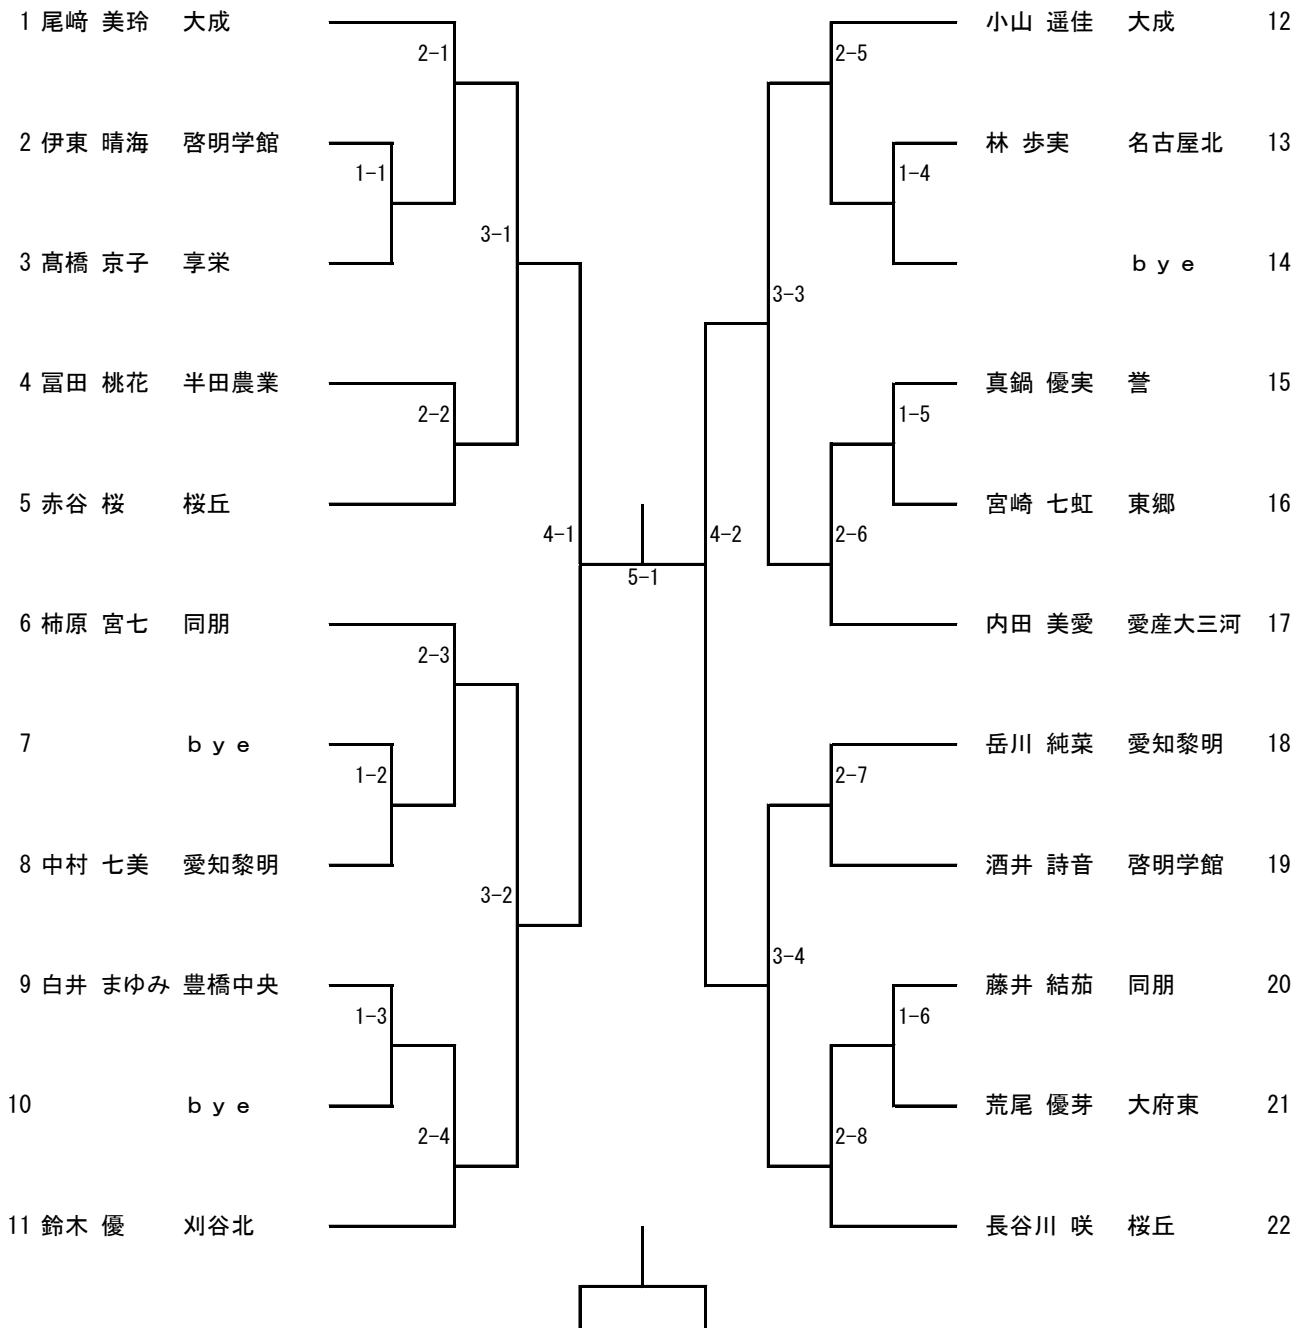 1 尾﨑 美玲 大成
2-1
2 伊東 晴海 啓明学館
1-1
3 髙橋 京子 享栄
3-1
4 冨田 桃花 半田農業
2-2
5 赤谷 桜 桜丘
4-1
6 柿原 宮七 同朋
2-3
7 ｂｙｅ
1-2
8 中村 七美 愛知黎明
3-2
9 白井 まゆみ 豊橋中央
1-3
10 ｂｙｅ
2-4
11 鈴木 優 刈谷北
5-1
小山 遥佳 大成 12
2-5
林 歩実 名古屋北 13
1-4
ｂｙｅ 14
3-3
真鍋 優実 誉 15
1-5
宮崎 七虹 東郷 16
4-2
2-6
内田 美愛 愛産大三河 17
岳川 純菜 愛知黎明 18
2-7
酒井 詩音 啓明学館 19
3-4
藤井 結茄 同朋 20
1-6
荒尾 優芽 大府東 21
2-8
長谷川 咲 桜丘 22